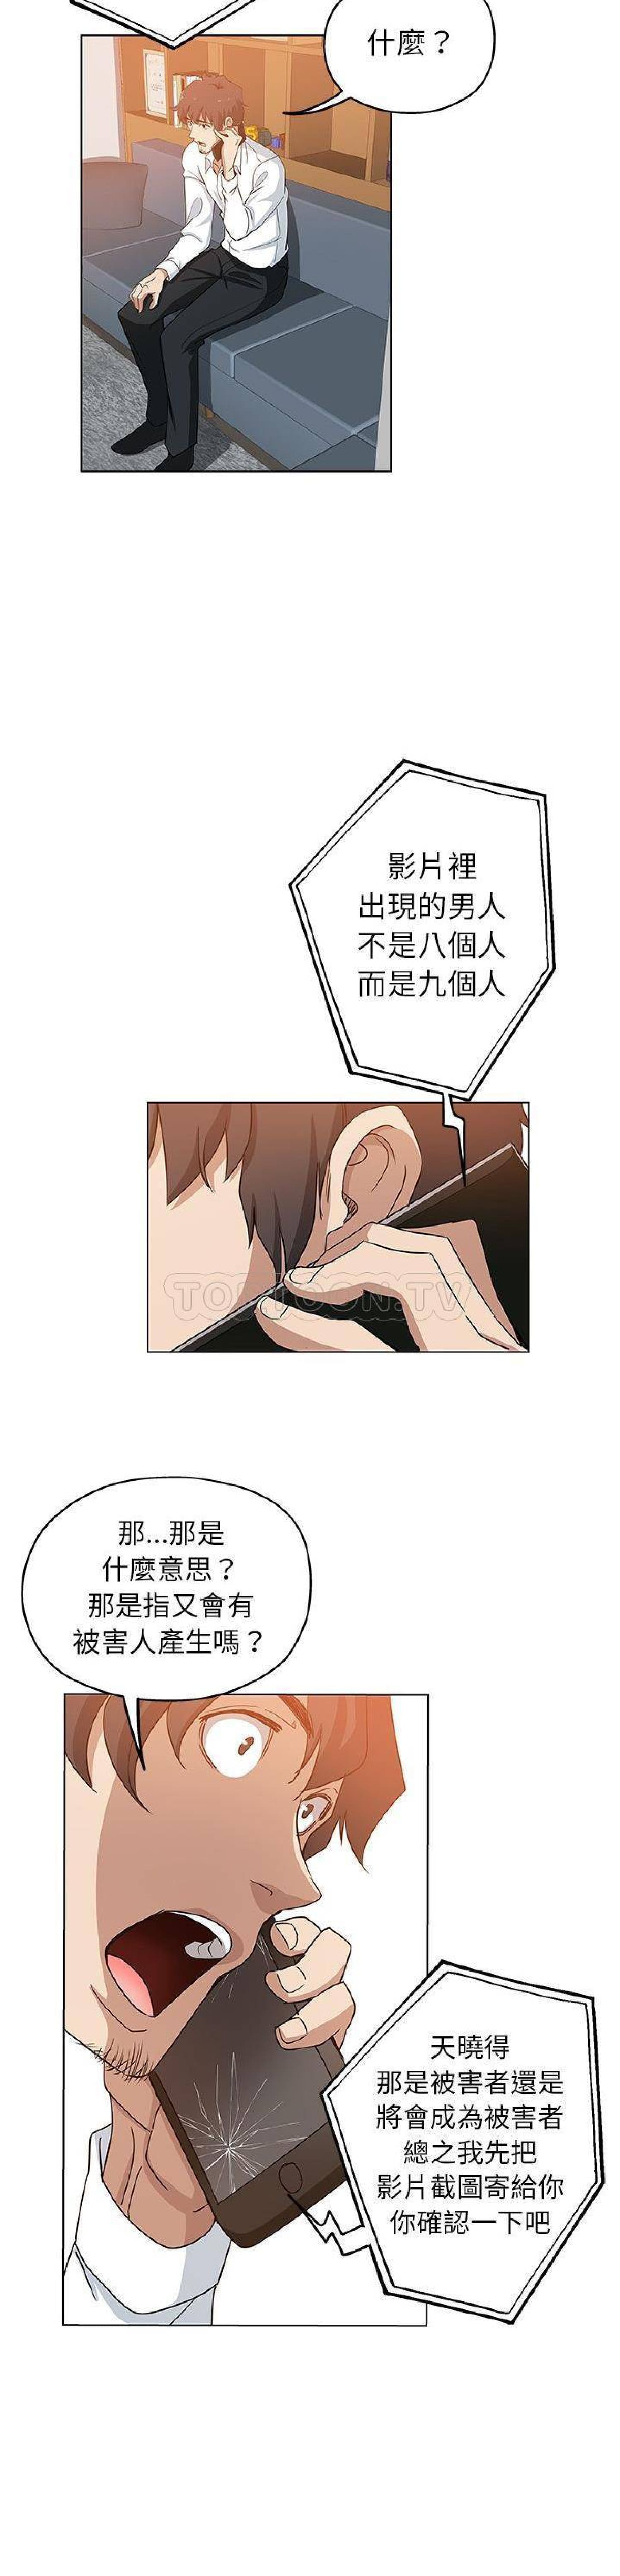 什麼？
影片裡
出現的男人
不是八個人
而是九個人
TOPTOON.TV
那...那是
什麼意思？
那是指又會有
被害人產生嗎？
天曉得
那是被害者還是
將會成為被害者
總之我先把
影片截圖寄給你
你確認一下吧